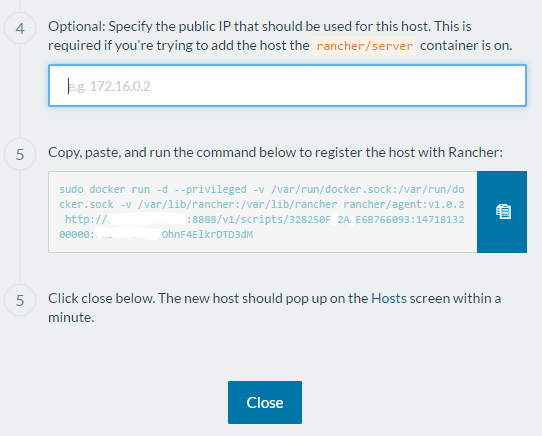 4
Optional: Specify the public IP that should be used for this host. This is
required if you're trying to add the host the rancher/server container is on.
e.g. 172.16.0.2
5
Copy, paste, and run the command below to register the host with Rancher:
sudo docker run -d --privileged -v /var/run/docker.sock:/var/run/do
cker.sock -v /var/lib/rancher:/var/lib/rancher rancher/agent:v1.0.2
http:// :8888/v1/scripts/328250F 2A E6B766093:14718132
00000: OhnF4ElkrDTD3dM
5
Click close below. The new host should pop up on the Hosts screen within a
minute.
Close